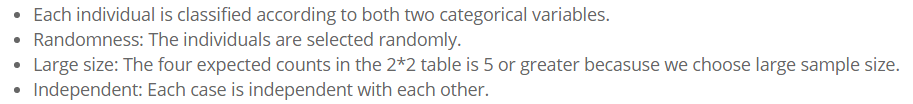 Each individual is classified according to both two categorical variables.
Randomness: The individuals are selected randomly.
Large size: The four expected counts in the 2*2 table is 5 or greater becasuse we choose large sample size.
Independent: Each case is independent with each other.